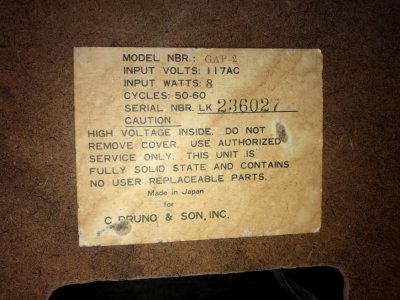 MODEL NBR.: GAP-2
INPUT VOLTS: 117AC
INPUT WATTS: 8
CYCLES: 50-60
SERIAL NBR. LK 236027
CAUTION
HIGH VOLTAGE INSIDE. DO NOT
REMOVE COVER. USE AUTHORIZED
SERVICE ONLY. THIS UNIT IS
FULLY SOLID STATE AND CONTAINS
NO USER REPLACEABLE PARTS.
Made in Japan
for
C. BRUNO & SON, INC.